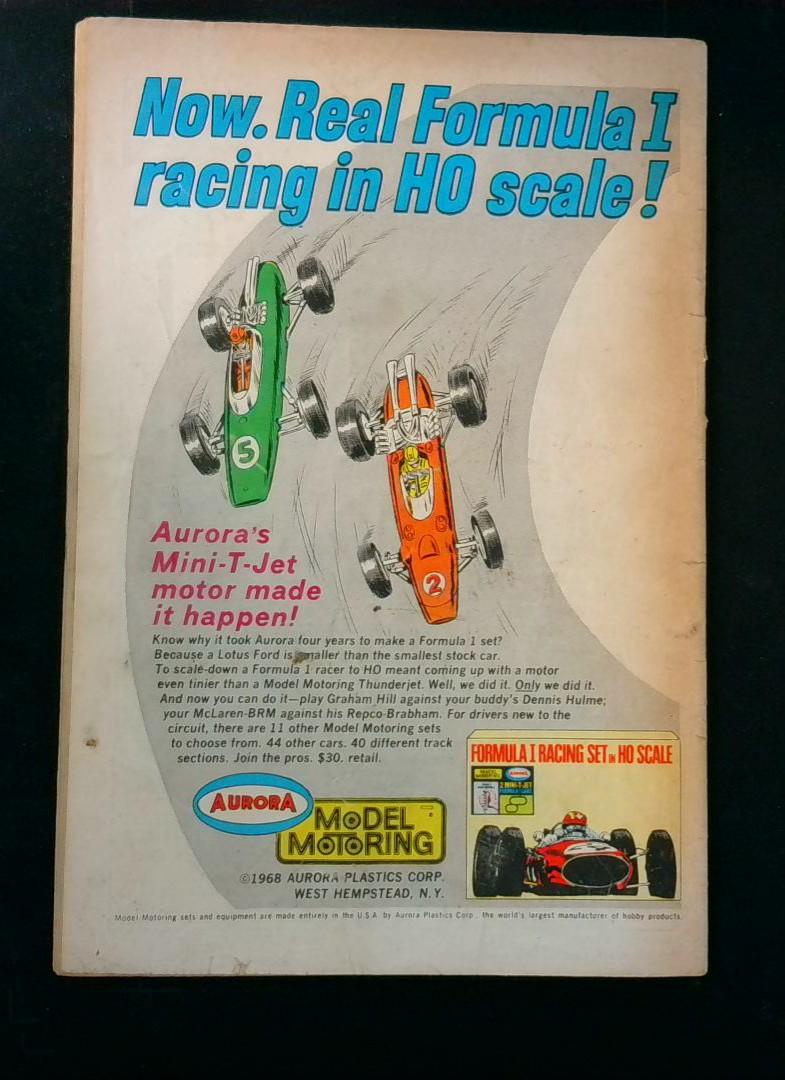 Now. Real Formula I
racing in HO scale!
5
2
Aurora's
Mini-T-Jet
motor made
it happen!
Know why it took Aurora four years to make a Formula 1 set?
Because a Lotus Ford is smaller than the smallest stock car.
To scale-down a Formula 1 racer to HO meant coming up with a motor
even tinier than a Model Motoring Thunderjet. Well, we did it. Only we did it.
And now you can do it—play Graham Hill against your buddy's Dennis Hulme;
your McLaren-BRM against his Repco-Brabham. For drivers new to the
circuit, there are 11 other Model Motoring sets
to choose from. 44 other cars. 40 different track
sections. Join the pros. $30. retail.
FORMULA I RACING SET IN HO SCALE
AURORA
2 MINI-T-JET
AURORA
MODEL
MOTORING
©1968 AURORA PLASTICS CORP.
WEST HEMPSTEAD, N.Y.
Model Motoring sets and equipment are made entirely in the U.S.A. by Aurora Plastics Corp., the world's largest manufacturer of hobby products.